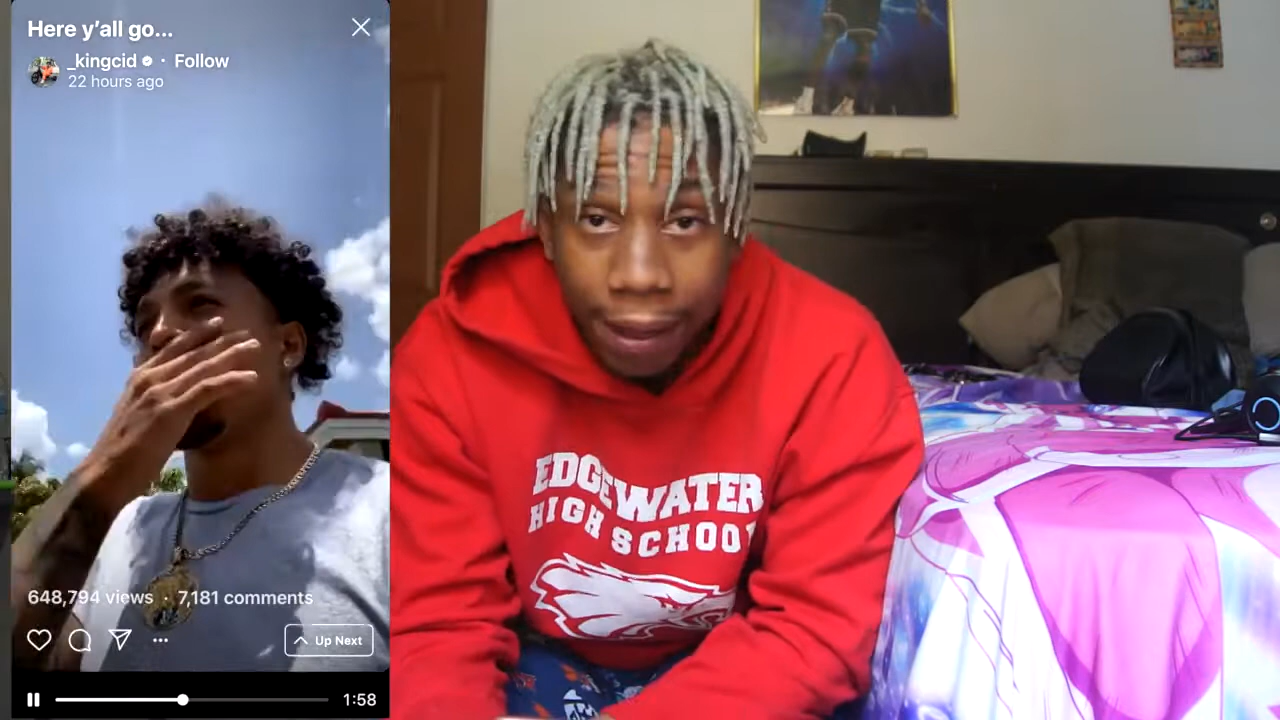 Here y’all go...
_kingcid · Follow
22 hours ago
648,794 views · 7,181 comments
Up Next
1:58
EDGEWATER
HIGH SCHOOL